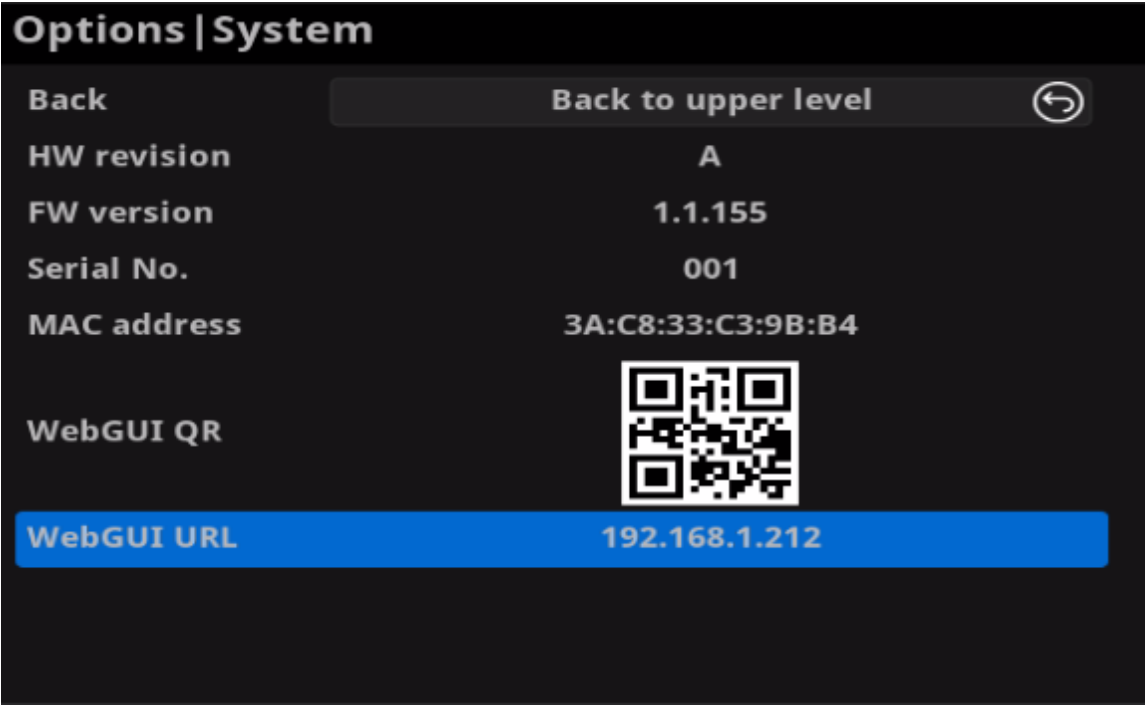 Options|System
Back Back to upper level
HW revision A
FW version 1.1.155
Serial No. 001
MAC address 3A:C8:33:C3:9B:B4
WebGUI QR
WebGUI URL 192.168.1.212